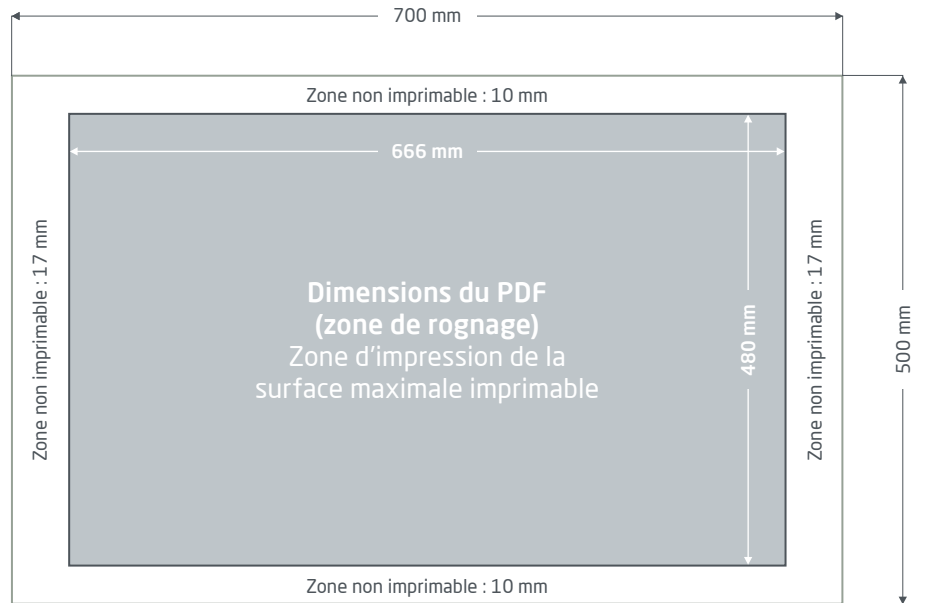 700 mm
Zone non imprimable : 10 mm
666 mm
Zone non imprimable : 17 mm
Dimensions du PDF
(zone de rognage)
Zone d'impression de la
surface maximale imprimable
480 mm
Zone non imprimable : 17 mm
500 mm
Zone non imprimable : 10 mm